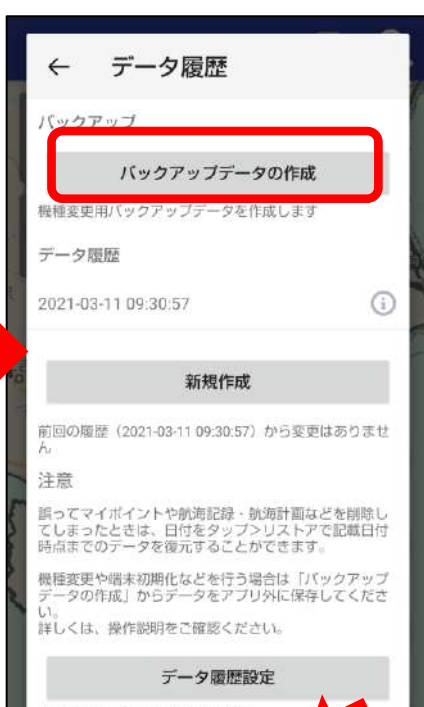 データ履歴
バックアップ
バックアップデータの作成
機種変更用バックアップデータを作成します
データ履歴
2021-03-11 09:30:57
新規作成
前回の履歴（2021-03-11 09:30:57）から変更はありませ
ん
注意
誤ってマイポイントや航海記録・航海計画などを削除し
てしまったときは、日付をタップ>リストアで記載日付
時点までのデータを復元することができます。
機種変更や端末初期化などを行う場合は「バックアップ
データの作成」からデータをアプリ外に保存してくださ
い。
詳しくは、操作説明をご確認ください。
データ履歴設定